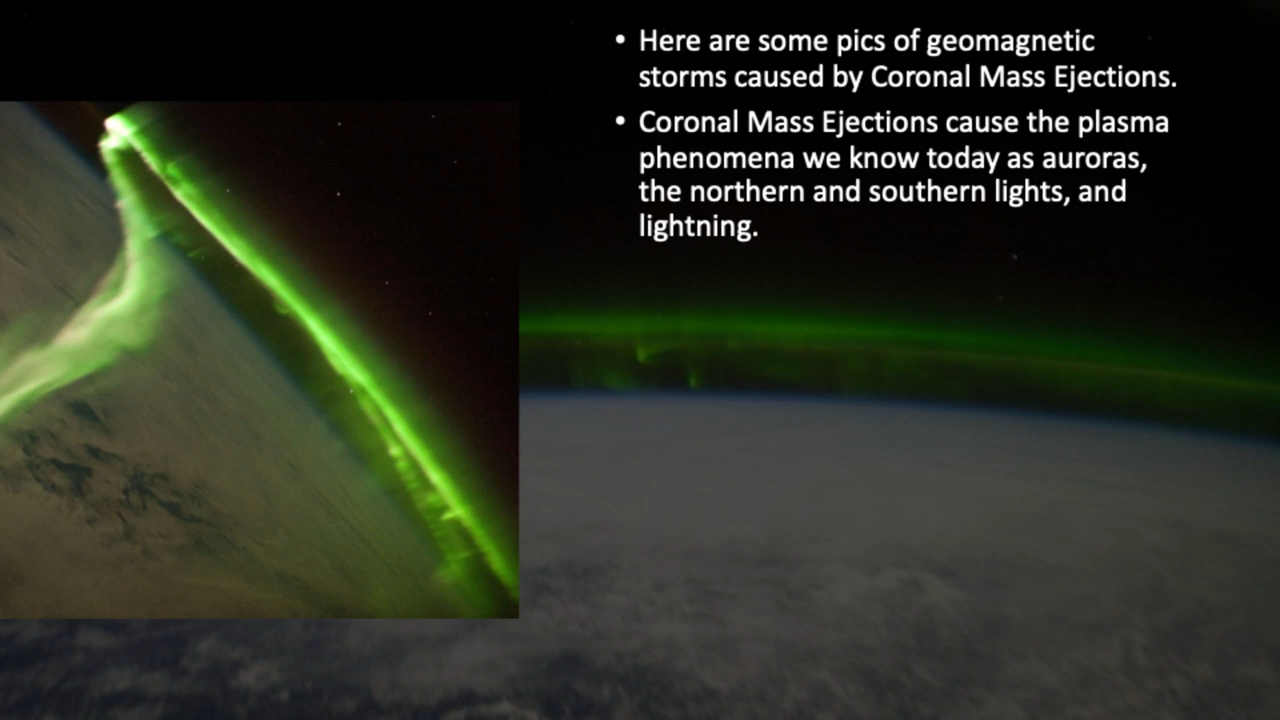 • Here are some pics of geomagnetic
storms caused by Coronal Mass Ejections.
• Coronal Mass Ejections cause the plasma
phenomena we know today as auroras,
the northern and southern lights, and
lightning.